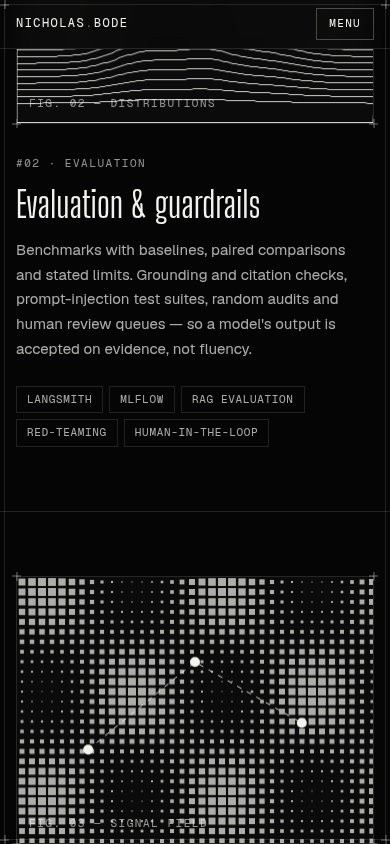 NICHOLAS.BODE
MENU
FIG. 02 — DISTRIBUTIONS
#02 · EVALUATION
Evaluation & guardrails
Benchmarks with baselines, paired comparisons
and stated limits. Grounding and citation checks,
prompt-injection test suites, random audits and
human review queues — so a model's output is
accepted on evidence, not fluency.
LANGSMITH
MLFLOW
RAG EVALUATION
RED-TEAMING
HUMAN-IN-THE-LOOP
FIG. 03 — SIGNAL FIELD